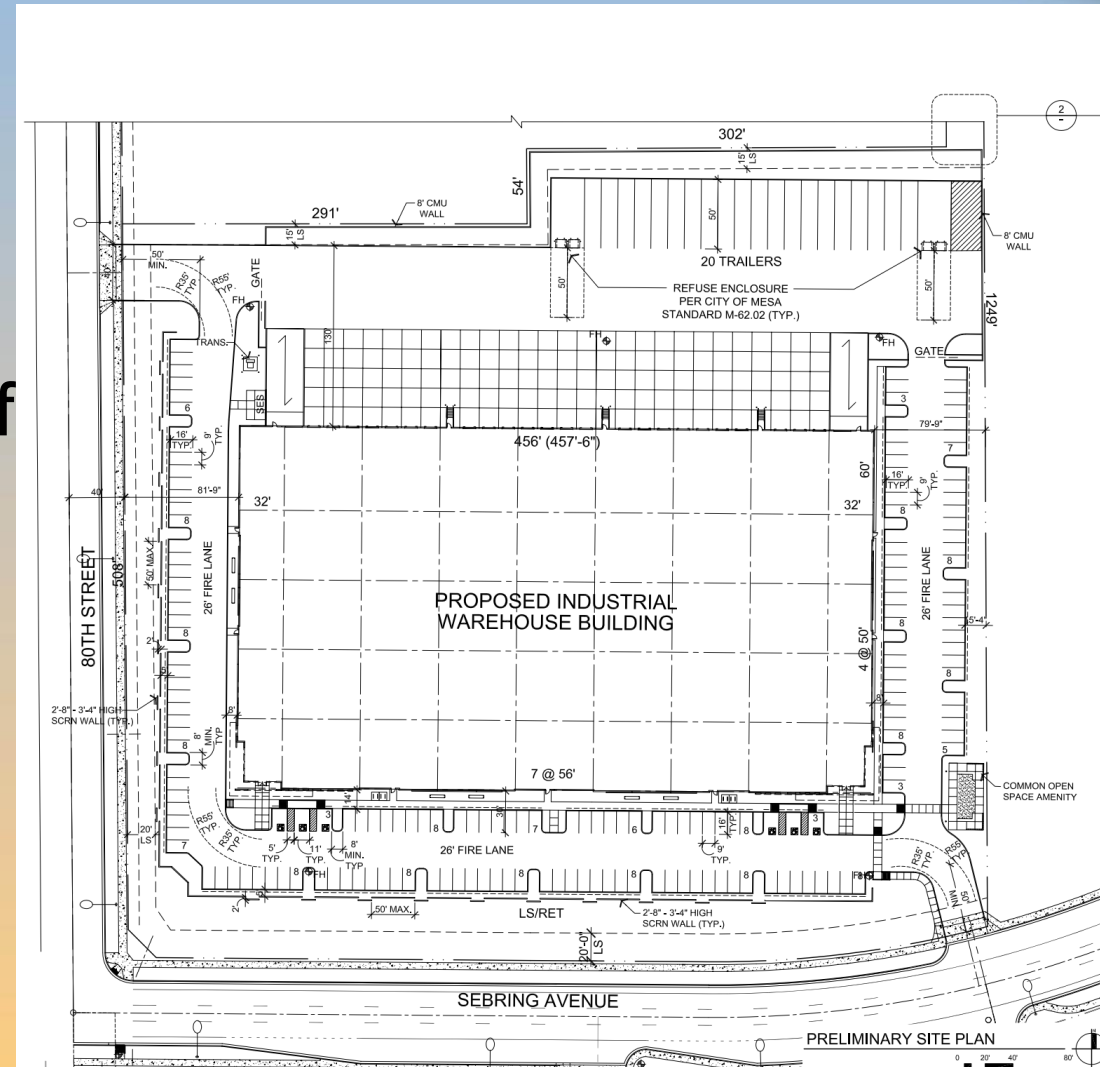 2
-
302'
15'
LS
54'
8' CMU
WALL
291'
15'
LS
50'
8' CMU
WALL
20 TRAILERS
REFUSE ENCLOSURE
PER CITY OF MESA
STANDARD M-62.02 (TYP.)
50'
50'
1249'
50'
MIN.
R35'
TYP.
R55'
TYP.
GATE
40'
FH
TRANS.
130'
FH
FH
GATE
SES
f
6
16'
TYP.
9'
TYP.
456' (457'-6")
60'
3
79'-9"
7
16'
TYP.
9'
TYP.
40'
81'-9"
32'
32'
8
8
80TH STREET
508'
50' MAX.
26' FIRE LANE
PROPOSED INDUSTRIAL
WAREHOUSE BUILDING
26' FIRE LANE
8
5'-4"
4 @ 50'
8
8
2'
5'
8
2'-8" - 3'-4" HIGH
SCRN WALL (TYP.)
8'
8'
8'
MIN.
TYP
8
8
5
7 @ 56'
COMMON OPEN
SPACE AMENITY
3
14'
20'
LS
R55'
TYP.
R35'
TYP.
7
3
8
7
6
16'
TYP.
8
3
5'
TYP.
11'
TYP.
8'
MIN.
TYP
26' FIRE LANE
9'
TYP.
R35'
TYP.
R55'
TYP.
FH
8
8
8
8
8
FH
50'
MIN.
2'
50' MAX.
LS/RET
2'-8" - 3'-4" HIGH
SCRN WALL (TYP.)
20'-0"
LS
SEBRING AVENUE
PRELIMINARY SITE PLAN
0 20' 40' 80'